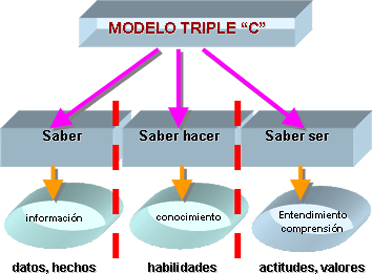 MODELO TRIPLE “C”
Saber
Saber hacer
Saber ser
información
conocimiento
Entendimiento
comprensión
datos, hechos
habilidades
actitudes, valores